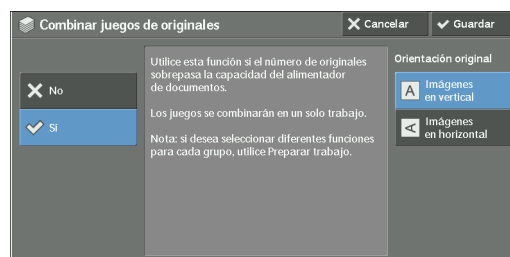 Combinar juegos de originales
Cancelar
Guardar
No
Sí
Utilice esta función si el número de originales
sobrepasa la capacidad del alimentador
de documentos.
Los juegos se combinarán en un solo trabajo.
Nota: si desea seleccionar diferentes funciones
para cada grupo, utilice Preparar trabajo.
Orientación original
A
Imágenes
en vertical
A
Imágenes
en horizontal